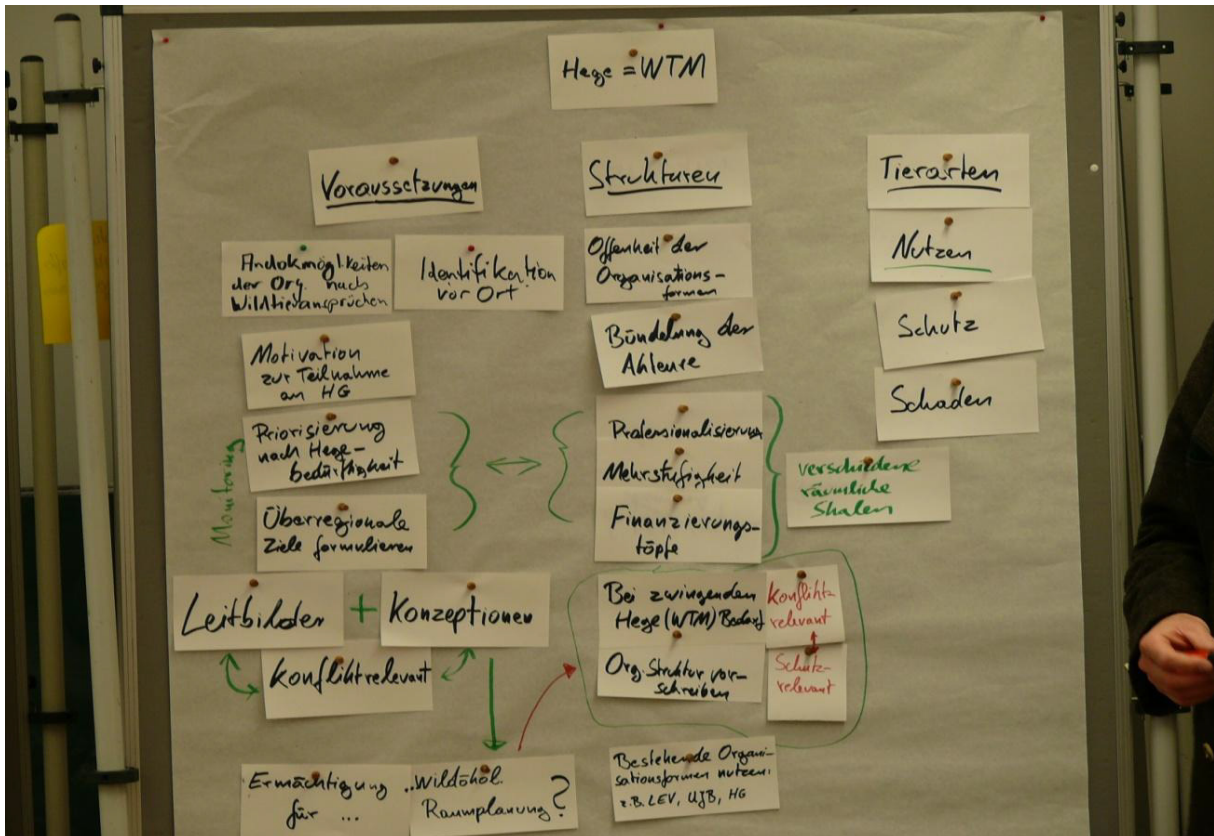 Hege = WTM
Voraussetzungen
Andokmöglkeiten
der Org. nach
Wildtieransprüchen
Identifikation
vor Ort
Motivation
zur Teilnahme
an HG
Priorisierung
nach Hege-
bedürftigkeit
Monitoring
Überregionale
Ziele formulieren
Leitbilder + Konzeptionen
Konfliktrelevant
Ermächtigung
für ...
..Wildökol.
Raumplanung ?
Strukturen
Offenheit der
Organisations-
formen
Bündelung der
Akteure
Professionalisierung
Mehrstufigkeit
Finanzierungs-
töpfe
verschiedene
räumliche
Skalen
Bei zwingenden
Hege (WTM) Bedarf
Konflikt-
relevant
Org.Struktur vor-
schreiben
Schutz-
relevant
Bestehende Organi-
sationsformen nutzen:
z.B. LEV, UJB, HG
Tierarten
Nutzen
Schutz
Schaden